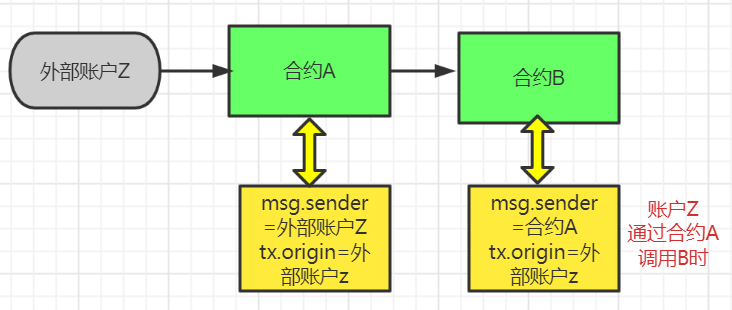 外部账户Z
合约A
合约B
msg.sender
=外部账户Z
tx.origin=外
部账户z
msg.sender
=合约A
tx.origin=外
部账户z
账户Z
通过合约A
调用B时